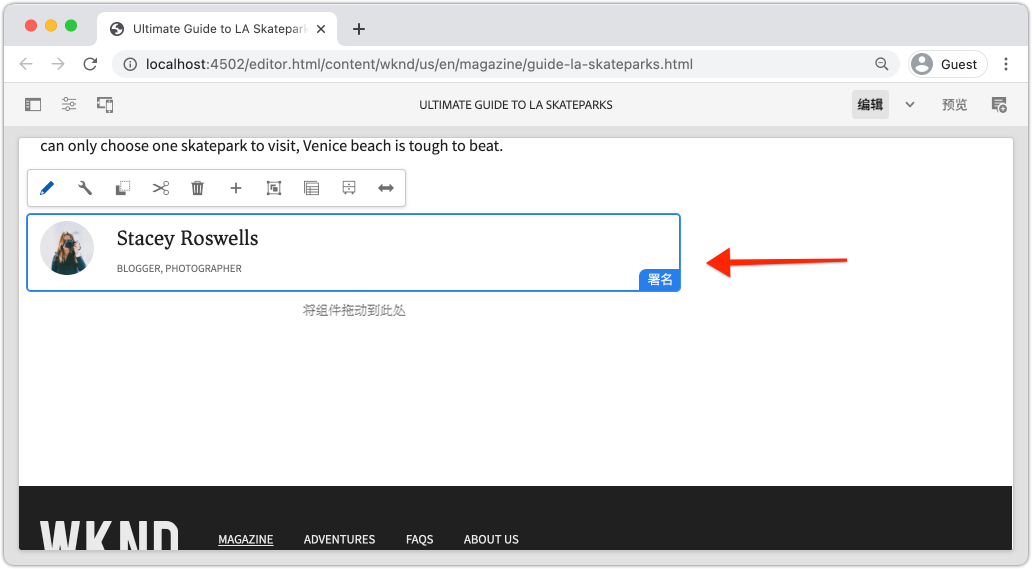 Ultimate Guide to LA Skatepark
localhost:4502/editor.html/content/wknd/us/en/magazine/guide-la-skateparks.html
Guest
ULTIMATE GUIDE TO LA SKATEPARKS
编辑
预览
can only choose one skatepark to visit, Venice beach is tough to beat.
Stacey Roswells
BLOGGER, PHOTOGRAPHER
署名
将组件拖动到此处
WKND
MAGAZINE
ADVENTURES
FAQS
ABOUT US